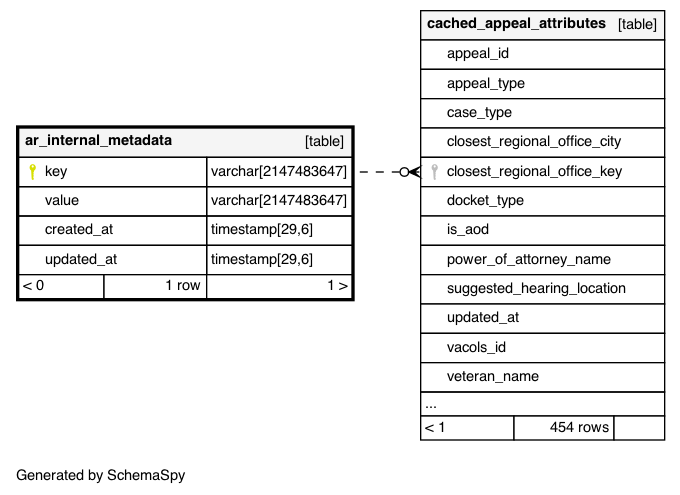 cached_appeal_attributes [table]
appeal_id
appeal_type
case_type
closest_regional_office_city
closest_regional_office_key
docket_type
is_aod
power_of_attorney_name
suggested_hearing_location
updated_at
vacols_id
veteran_name
...
< 1 454 rows
ar_internal_metadata [table]
key varchar[2147483647]
value varchar[2147483647]
created_at timestamp[29,6]
updated_at timestamp[29,6]
< 0 1 row 1 >
Generated by SchemaSpy